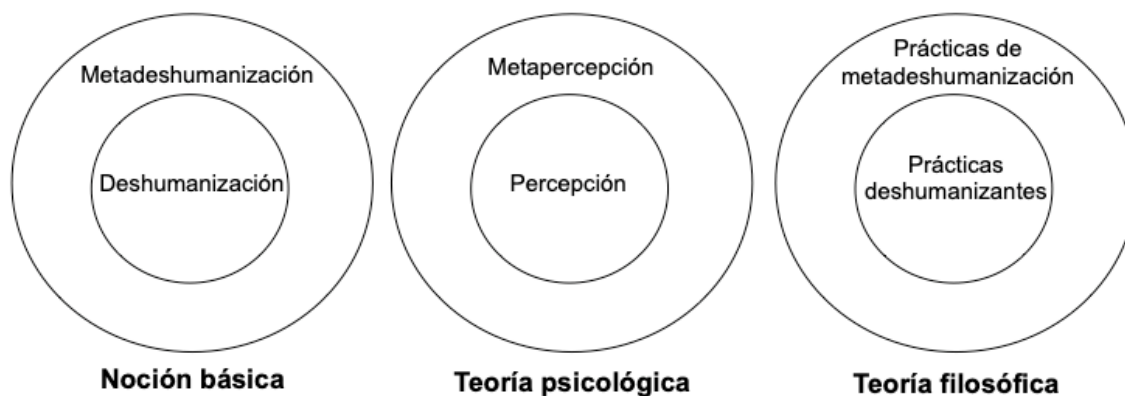 Metadeshumanización
Deshumanización
Noción básica
Metapercepción
Percepción
Teoría psicológica
Prácticas de
metadeshumanización
Prácticas
deshumanizantes
Teoría filosófica